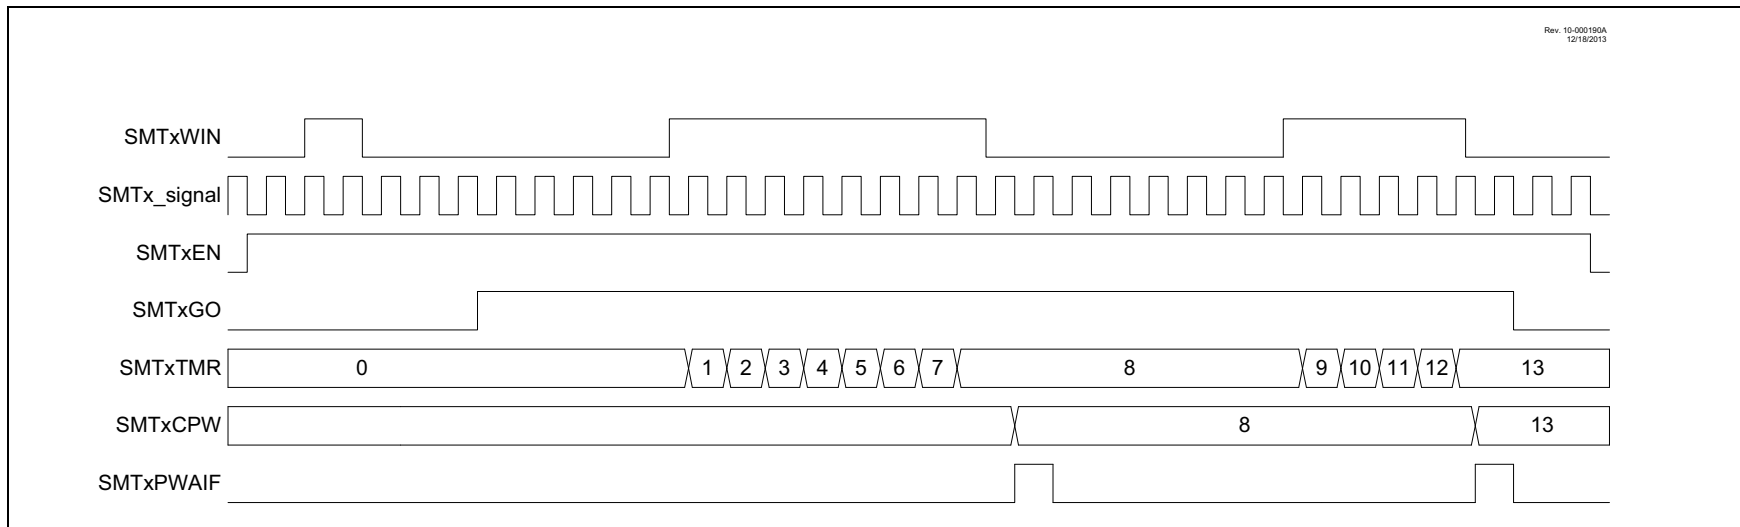 Rev. 10-000190A
12/18/2013
SMTxWIN
SMTx_signal
SMTxEN
SMTxGO
SMTxTMR 0 1 2 3 4 5 6 7 8 9 10 11 12 13
SMTxCPW 8 13
SMTxPWAIF